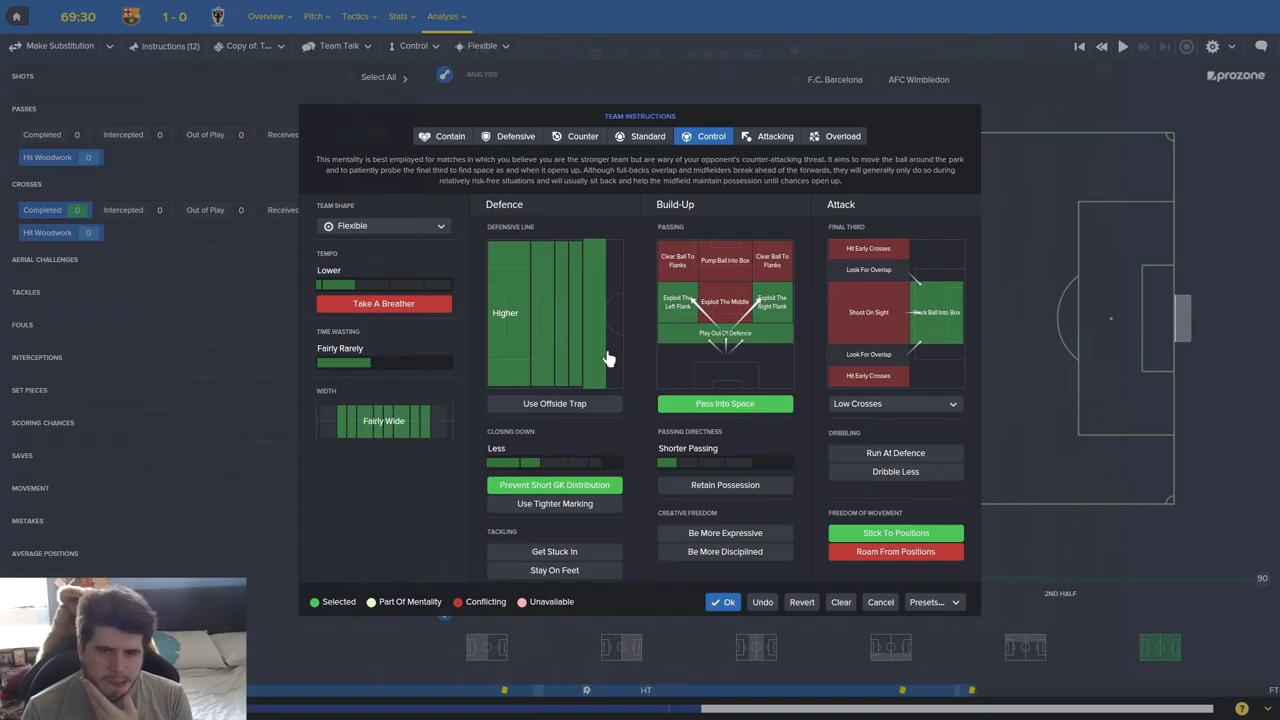 69:30
1 - 0
Overview
Pitch
Tactics
Stats
Analysis
Make Substitution
Instructions (12)
Copy of: T...
Team Talk
Control
Flexible
SHOTS
Select All
ANALYSIS
F.C. Barcelona
AFC Wimbledon
prozone
PASSES
Completed 0
Intercepted 0
Out of Play 0
Received
Hit Woodwork 0
CROSSES
Completed 0
Intercepted 0
Out of Play 0
Received
Hit Woodwork 0
AERIAL CHALLENGES
TACKLES
FOULS
INTERCEPTIONS
SET PIECES
SCORING CHANCES
SAVES
MOVEMENT
MISTAKES
AVERAGE POSITIONS
TEAM INSTRUCTIONS
Contain
Defensive
Counter
Standard
Control
Attacking
Overload
This mentality is best employed for matches in which you believe you are the stronger team but are wary of your opponent's counter-attacking threat. It aims to move the ball around the park
and to patiently probe the final third to find space as and when it opens up. Although full-backs overlap and midfielders break ahead of the forwards, they will generally only do so during
relatively risk-free situations and will usually sit back and help the midfield maintain possession until chances open up.
TEAM SHAPE
Flexible
TEMPO
Lower
Take A Breather
TIME WASTING
Fairly Rarely
WIDTH
Fairly Wide
Defence
DEFENSIVE LINE
Higher
Use Offside Trap
CLOSING DOWN
Less
Prevent Short GK Distribution
Use Tighter Marking
TACKLING
Get Stuck In
Stay On Feet
Build-Up
PASSING
Clear Ball To
Flanks
Pump Ball Into Box
Clear Ball To
Flanks
Exploit The
Left Flank
Exploit The Middle
Exploit The
Right Flank
Play Out Of Defence
Pass Into Space
PASSING DIRECTNESS
Shorter Passing
Retain Possession
CREATIVE FREEDOM
Be More Expressive
Be More Disciplined
Attack
FINAL THIRD
Hit Early Crosses
Look For Overlap
Shoot On Sight
Work Ball Into Box
Look For Overlap
Hit Early Crosses
Low Crosses
DRIBBLING
Run At Defence
Dribble Less
FREEDOM OF MOVEMENT
Stick To Positions
Roam From Positions
Selected
Part Of Mentality
Conflicting
Unavailable
Ok
Undo
Revert
Clear
Cancel
Presets...
90
2ND HALF
HT
FT
?